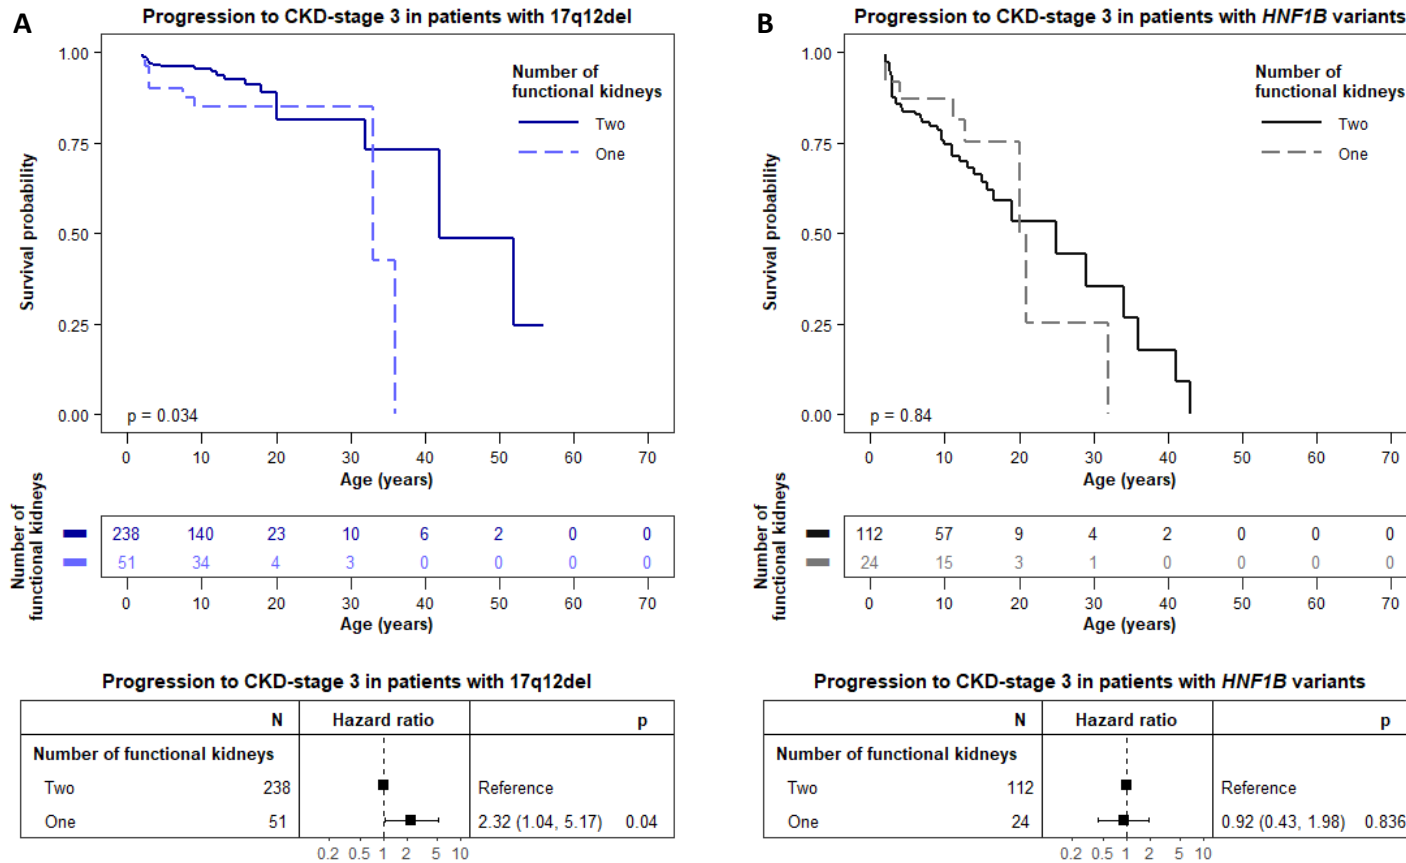 A
Progression to CKD-stage 3 in patients with 17q12del
Survival probability
1.00
0.75
0.50
0.25
0.00
Number of
functional kidneys
Two
One
p = 0.034
0 10 20 30 40 50 60 70
Age (years)
Number of
functional kidneys
238 140 23 10 6 2 0 0
51 34 4 3 0 0 0 0
0 10 20 30 40 50 60 70
Age (years)
Progression to CKD-stage 3 in patients with 17q12del
N Hazard ratio p
Number of functional kidneys
Two 238 Reference
One 51 2.32 (1.04, 5.17) 0.04
0.2 0.5 1 2 5 10
B
Progression to CKD-stage 3 in patients with HNF1B variants
Survival probability
1.00
0.75
0.50
0.25
0.00
Number of
functional kidneys
Two
One
p = 0.84
0 10 20 30 40 50 60 70
Age (years)
Number of
functional kidneys
112 57 9 4 2 0 0 0
24 15 3 1 0 0 0 0
0 10 20 30 40 50 60 70
Age (years)
Progression to CKD-stage 3 in patients with HNF1B variants
N Hazard ratio p
Number of functional kidneys
Two 112 Reference
One 24 0.92 (0.43, 1.98) 0.836
0.2 0.5 1 2 5 10